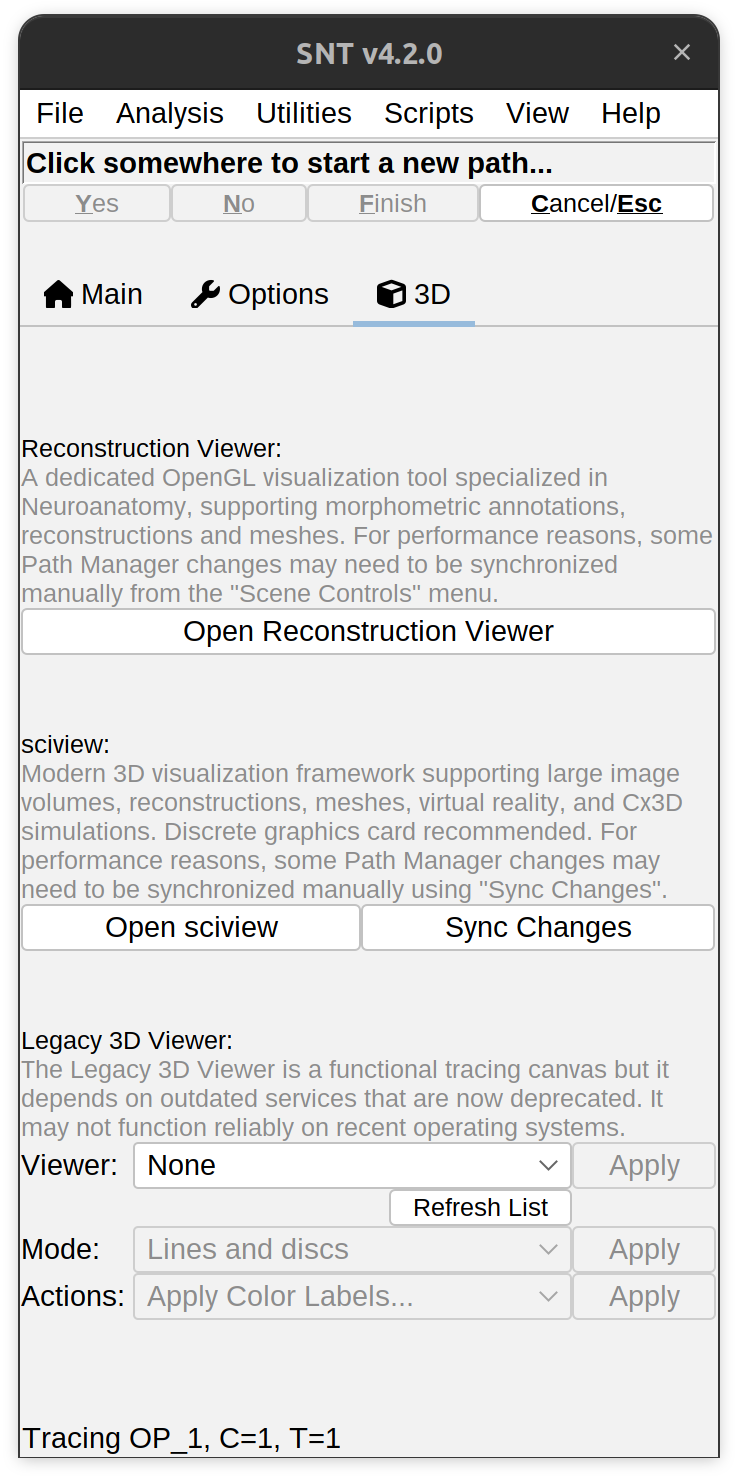 SNT v4.2.0
File Analysis Utilities Scripts View Help
Click somewhere to start a new path...
Yes No Finish Cancel/Esc
Main Options 3D
Reconstruction Viewer:
A dedicated OpenGL visualization tool specialized in
Neuroanatomy, supporting morphometric annotations,
reconstructions and meshes. For performance reasons, some
Path Manager changes may need to be synchronized
manually from the "Scene Controls" menu.
Open Reconstruction Viewer
sciview:
Modern 3D visualization framework supporting large image
volumes, reconstructions, meshes, virtual reality, and Cx3D
simulations. Discrete graphics card recommended. For
performance reasons, some Path Manager changes may
need to be synchronized manually using "Sync Changes".
Open sciview Sync Changes
Legacy 3D Viewer:
The Legacy 3D Viewer is a functional tracing canvas but it
depends on outdated services that are now deprecated. It
may not function reliably on recent operating systems.
Viewer: None Apply
Refresh List
Mode: Lines and discs Apply
Actions: Apply Color Labels... Apply
Tracing OP_1, C=1, T=1